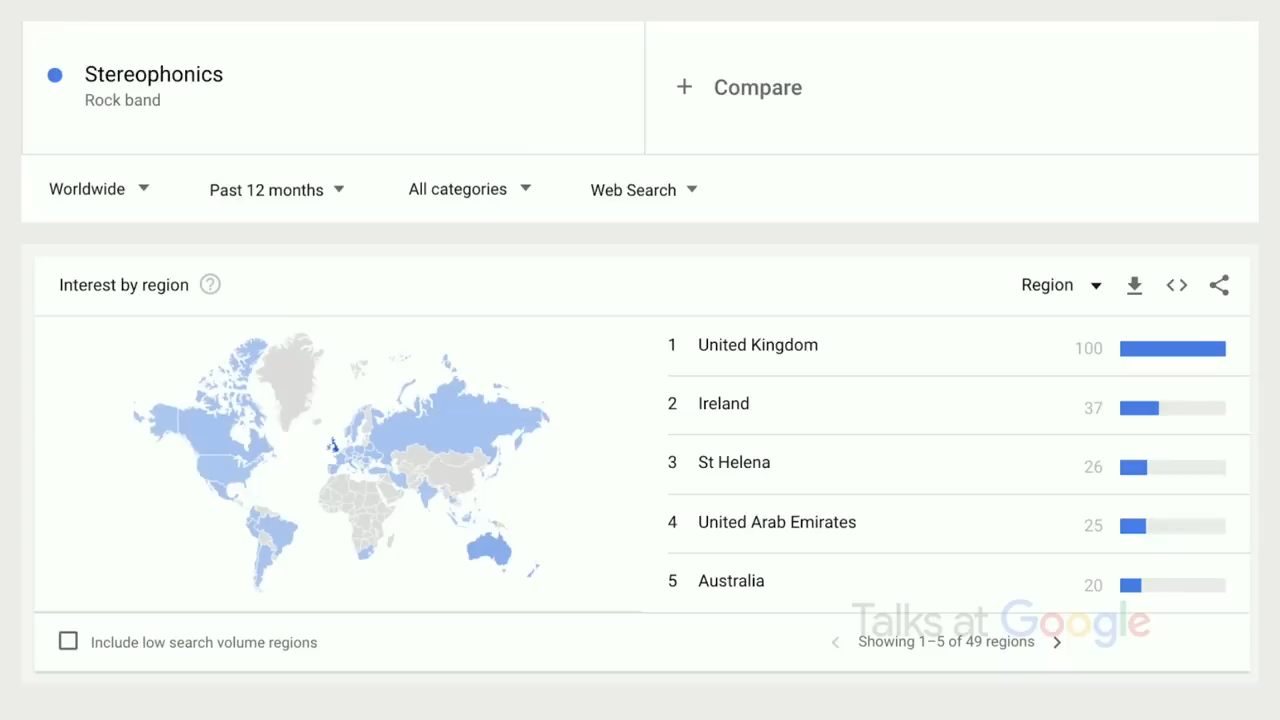 Stereophonics
Rock band
+ Compare
Worldwide
Past 12 months
All categories
Web Search
Interest by region ?
Region
1 United Kingdom 100
2 Ireland 37
3 St Helena 26
4 United Arab Emirates 25
5 Australia 20
Talks at Google
Include low search volume regions
Showing 1–5 of 49 regions